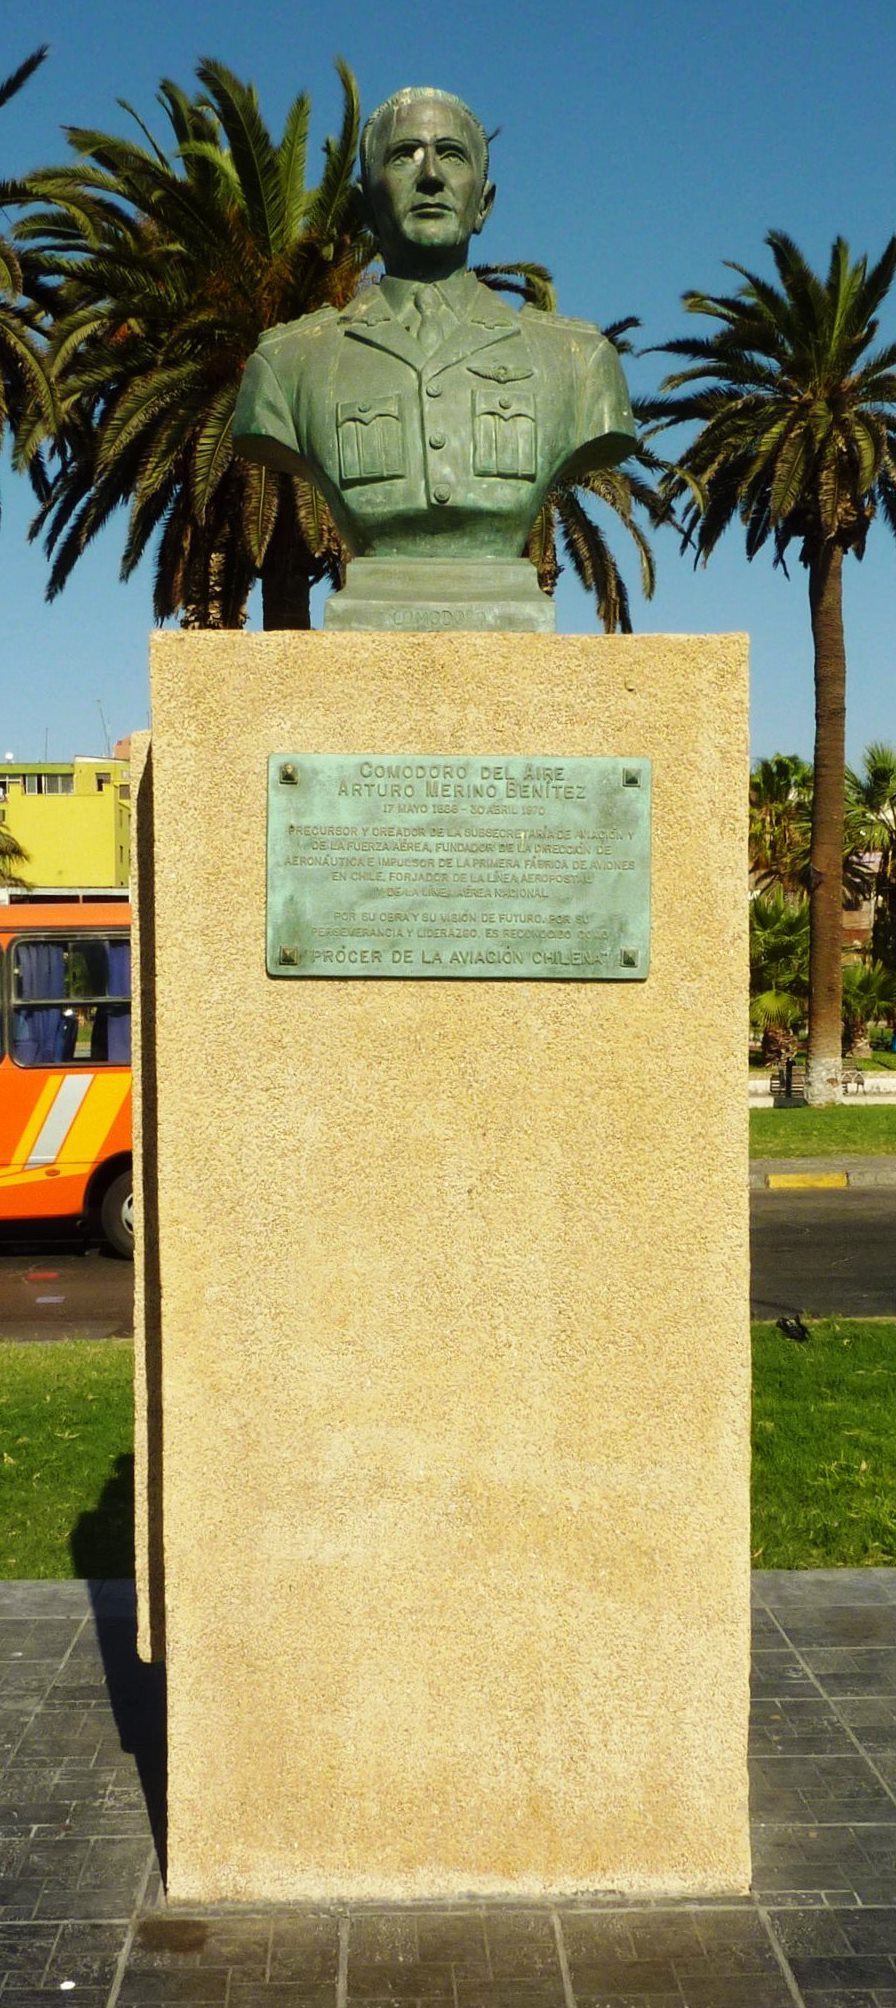 COMODORO
COMODORO DEL AIRE
ARTURO MERINO BENÍTEZ
17 MAYO 1888 - 30 ABRIL 1970
PRECURSOR Y CREADOR DE LA SUBSECRETARÍA DE AVIACIÓN Y
DE LA FUERZA AÉREA, FUNDADOR DE LA DIRECCIÓN DE
AERONÁUTICA E IMPULSOR DE LA PRIMERA FÁBRICA DE AVIONES
EN CHILE, FORJADOR DE LA LÍNEA AEROPOSTAL
Y DE LA LÍNEA AÉREA NACIONAL.
POR SU OBRA Y SU VISIÓN DE FUTURO, POR SU
PERSEVERANCIA Y LIDERAZGO, ES RECONOCIDO COMO
"PRÓCER DE LA AVIACIÓN CHILENA"